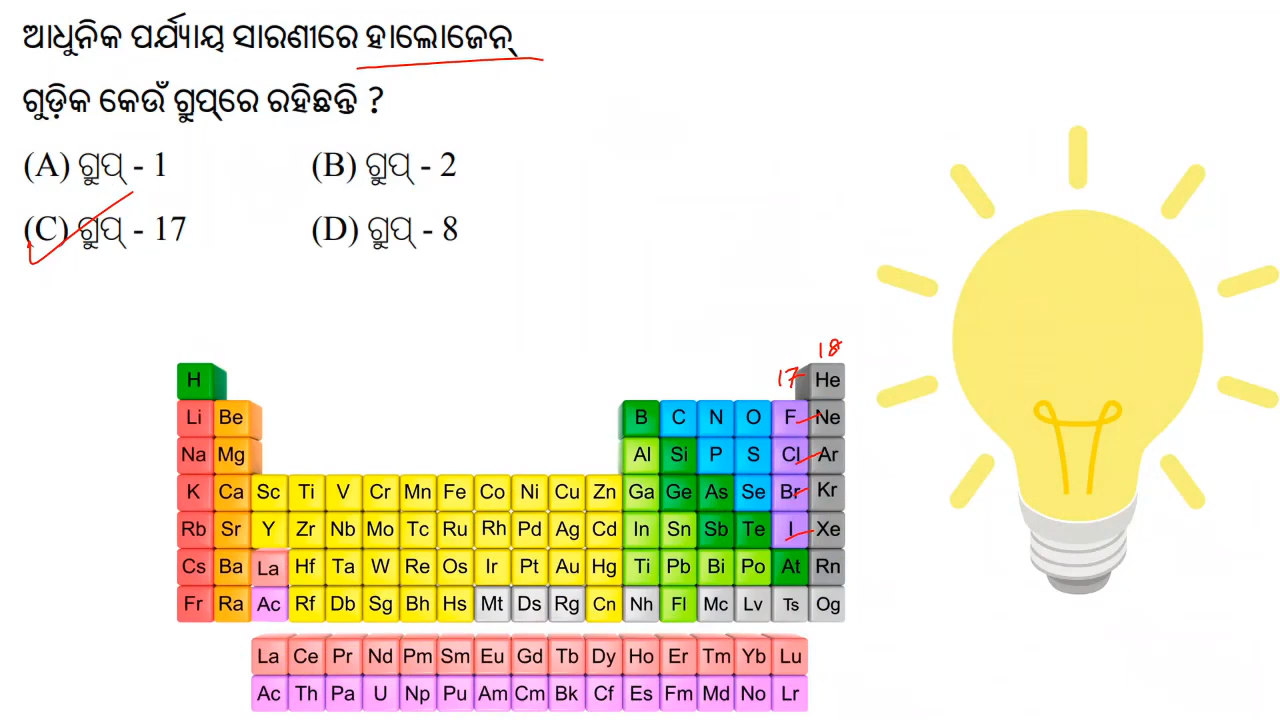 ଆଧୁନିକ ପର୍ଯ୍ୟାୟ ସାରଣୀରେ ହାଲୋଜେନ୍
ଗୁଡ଼ିକ କେଉଁ ଗ୍ରୁପ୍‌ରେ ରହିଛନ୍ତି ?
(A) ଗ୍ରୁପ୍ - 1 (B) ଗ୍ରୁପ୍ - 2
(C) ଗ୍ରୁପ୍ - 17 (D) ଗ୍ରୁପ୍ - 8
18
H 17 He
Li Be B C N O F Ne
Na Mg Al Si P S Cl Ar
K Ca Sc Ti V Cr Mn Fe Co Ni Cu Zn Ga Ge As Se Br Kr
Rb Sr Y Zr Nb Mo Tc Ru Rh Pd Ag Cd In Sn Sb Te I Xe
Cs Ba La Hf Ta W Re Os Ir Pt Au Hg Ti Pb Bi Po At Rn
Fr Ra Ac Rf Db Sg Bh Hs Mt Ds Rg Cn Nh Fl Mc Lv Ts Og
La Ce Pr Nd Pm Sm Eu Gd Tb Dy Ho Er Tm Yb Lu
Ac Th Pa U Np Pu Am Cm Bk Cf Es Fm Md No Lr